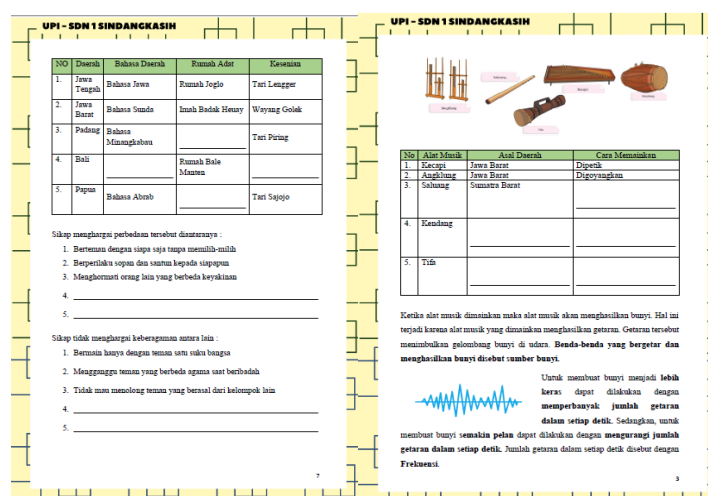 UPI – SDN 1 SINDANGKASIH
NO Daerah Bahasa Daerah Rumah Adat Kesenian
1. Jawa Tengah Bahasa Jawa Rumah Joglo Tari Lengger
2. Jawa Barat Bahasa Sunda Imah Badak Heuay Wayang Golek
3. Padang Bahasa Minangkabau Tari Piring
4. Bali Rumah Bale Manten
5. Papua Bahasa Abrab Tari Sajojo
Sikap menghargai perbedaan tersebut diantaranya :
1. Berteman dengan siapa saja tanpa memilih-milih
2. Berperilaku sopan dan santun kepada siapapun
3. Menghormati orang lain yang berbeda keyakinan
4.
5.
Sikap tidak menghargai keberagaman antara lain :
1. Bermain hanya dengan teman satu suku bangsa
2. Mengganggu teman yang berbeda agama saat beribadah
3. Tidak mau menolong teman yang berasal dari kelompok lain
4.
5.
7
UPI – SDN 1 SINDANGKASIH
No Alat Musik Asal Daerah Cara Memainkan
1. Kecapi Jawa Barat Dipetik
2. Angklung Jawa Barat Digoyangkan
3. Saluang Sumatra Barat
4. Kendang
5. Tifa
Ketika alat musik dimainkan maka alat musik akan menghasilkan bunyi. Hal ini
terjadi karena alat musik yang dimainkan menghasilkan getaran. Getaran tersebut
menimbulkan gelombang bunyi di udara. Benda-benda yang bergetar dan
menghasilkan bunyi disebut sumber bunyi.
Untuk membuat bunyi menjadi lebih
keras dapat dilakukan dengan
memperbanyak jumlah getaran
dalam setiap detik. Sedangkan, untuk
membuat bunyi semakin pelan dapat dilakukan dengan mengurangi jumlah
getaran dalam setiap detik. Jumlah getaran dalam setiap detik disebut dengan
Frekuensi.
3